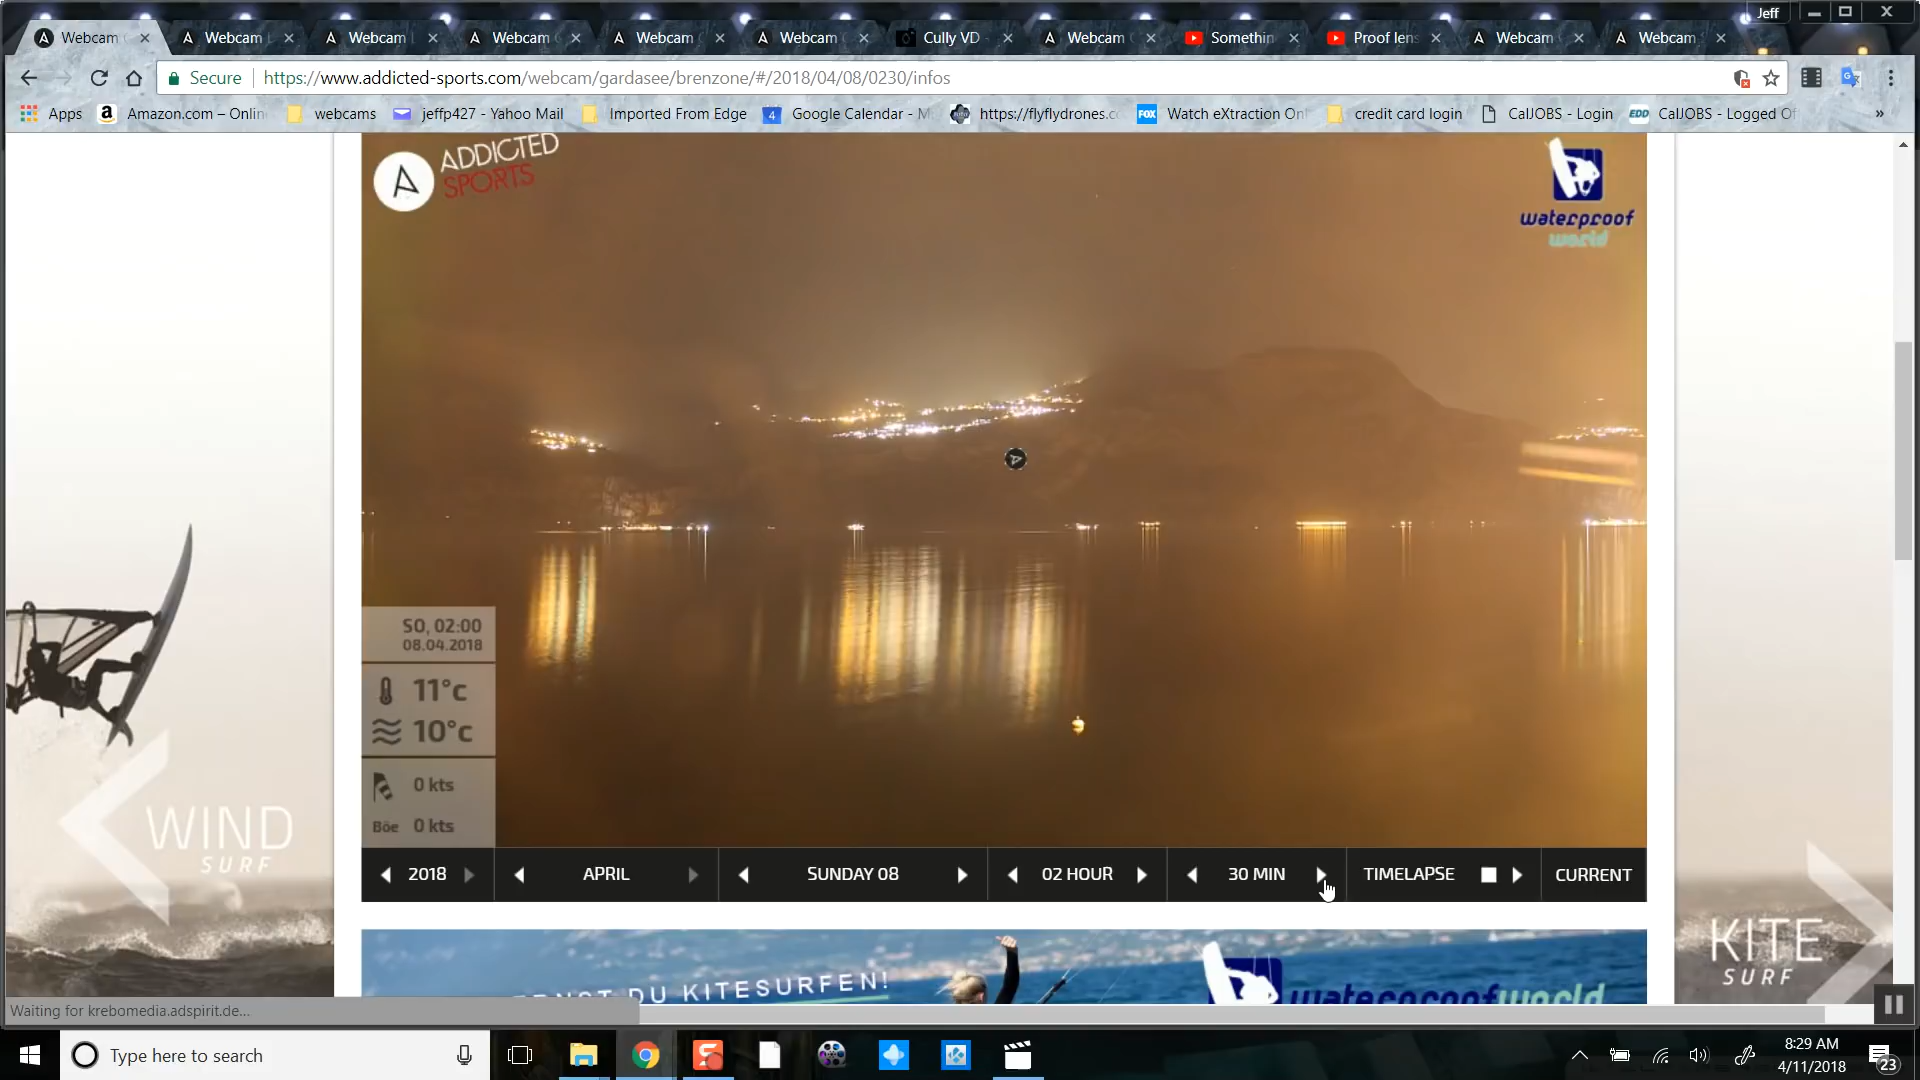 Jeff
Webcam
Webcam
Webcam
Webcam
Webcam
Webcam
Cully VD
Webcam
Somethin
Proof lens
Webcam
Webcam
Secure
https://www.addicted-sports.com/webcam/gardasee/brenzone/#/2018/04/08/0230/infos
Apps
Amazon.com – Onlin
webcams
jeffp427 - Yahoo Mail
Imported From Edge
4
Google Calendar - M
https://flyflydrones.c
FOX
Watch eXtraction On
credit card login
CalJOBS - Login
EDD
CalJOBS - Logged Of
»
ADDICTED
SPORTS
waterproof
world
SO, 02:00
08.04.2018
11°c
10°c
0 kts
Böe 0 kts
2018
APRIL
SUNDAY 08
02 HOUR
30 MIN
TIMELAPSE
CURRENT
WIND
SURF
KITE
SURF
DU KITESURFEN!
waterproofworld
Waiting for krebomedia.adspirit.de...
Type here to search
8:29 AM
4/11/2018
23